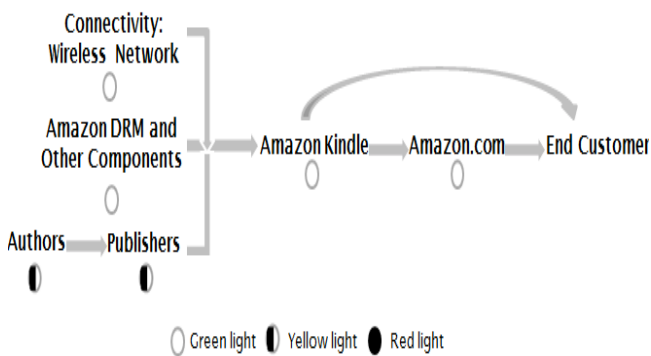 Connectivity:
Wireless Network
Amazon DRM and
Other Components
Amazon Kindle
Amazon.com
End Customer
Authors
Publishers
Green light
Yellow light
Red light